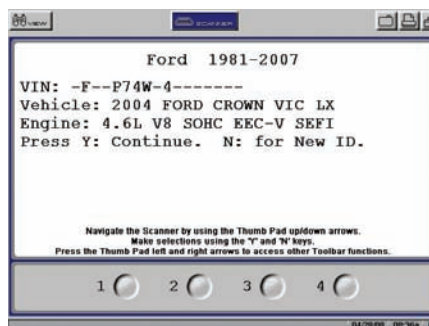 VIEW SCANNER
Ford 1981-2007
VIN: -F--P74W-4-------
Vehicle: 2004 FORD CROWN VIC LX
Engine: 4.6L V8 SOHC EEC-V SEFI
Press Y: Continue. N: for New ID.
Navigate the Scanner by using the Thumb Pad up/down arrows.
Make selections using the 'Y' and 'N' keys.
Press the Thumb Pad left and right arrows to access other Toolbar functions.
1 2 3 4